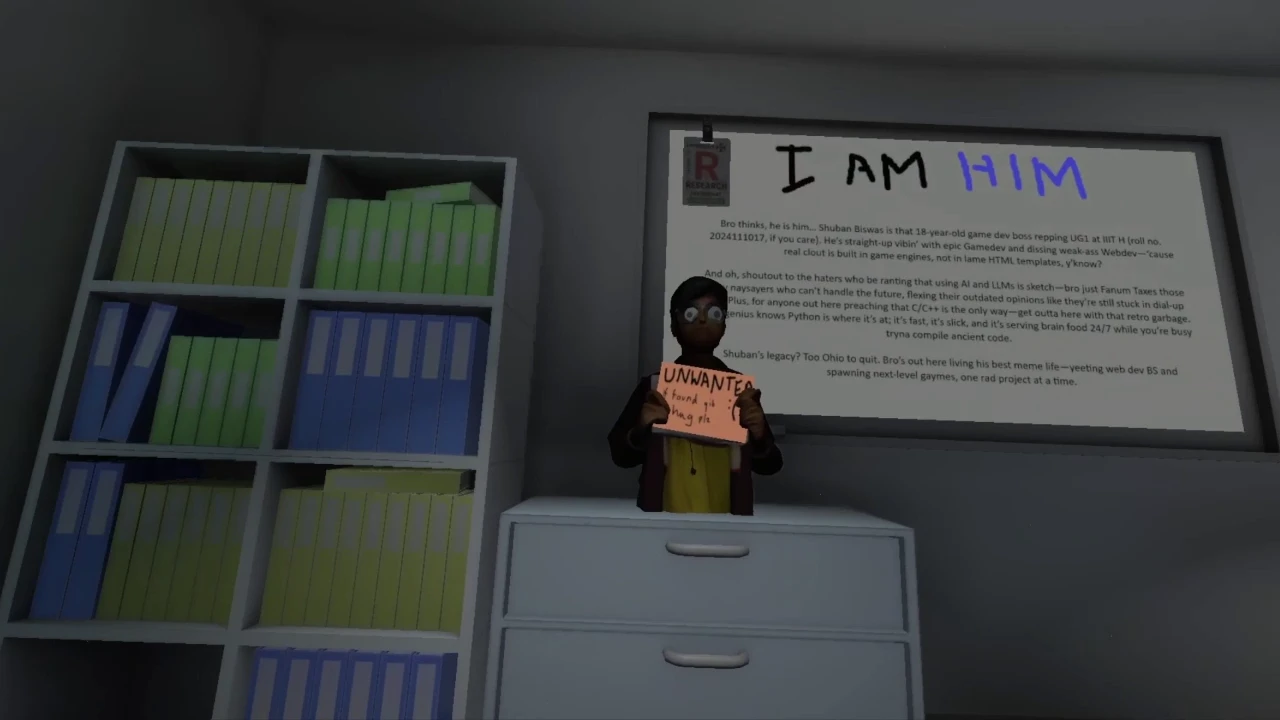 I AM HIM
R
RESEARCH
Bro thinks, he is him... Shuban Biswas is that 18-year-old game dev boss repping UG1 at IIIT H (roll no.
2024111017, if you care). He's straight-up vibin' with epic Gamedev and dissing weak-ass Webdev—'cause
real clout is built in game engines, not in lame HTML templates, y'know?
And oh, shoutout to the haters who be ranting that using AI and LLMs is sketch—bro just Fanum Taxes those
naysayers who can't handle the future, flexing their outdated opinions like they're still stuck in dial-up
Plus, for anyone out here preaching that C/C++ is the only way—get outta here with that retro garbage.
genius knows Python is where it's at; it's fast, it's slick, and it's serving brain food 24/7 while you're busy
tryna compile ancient code.
Shuban's legacy? Too Ohio to quit. Bro's out here living his best meme life—yeeting web dev BS and
spawning next-level gaymes, one rad project at a time.
UNWANTED
if found giv
hag plz :(